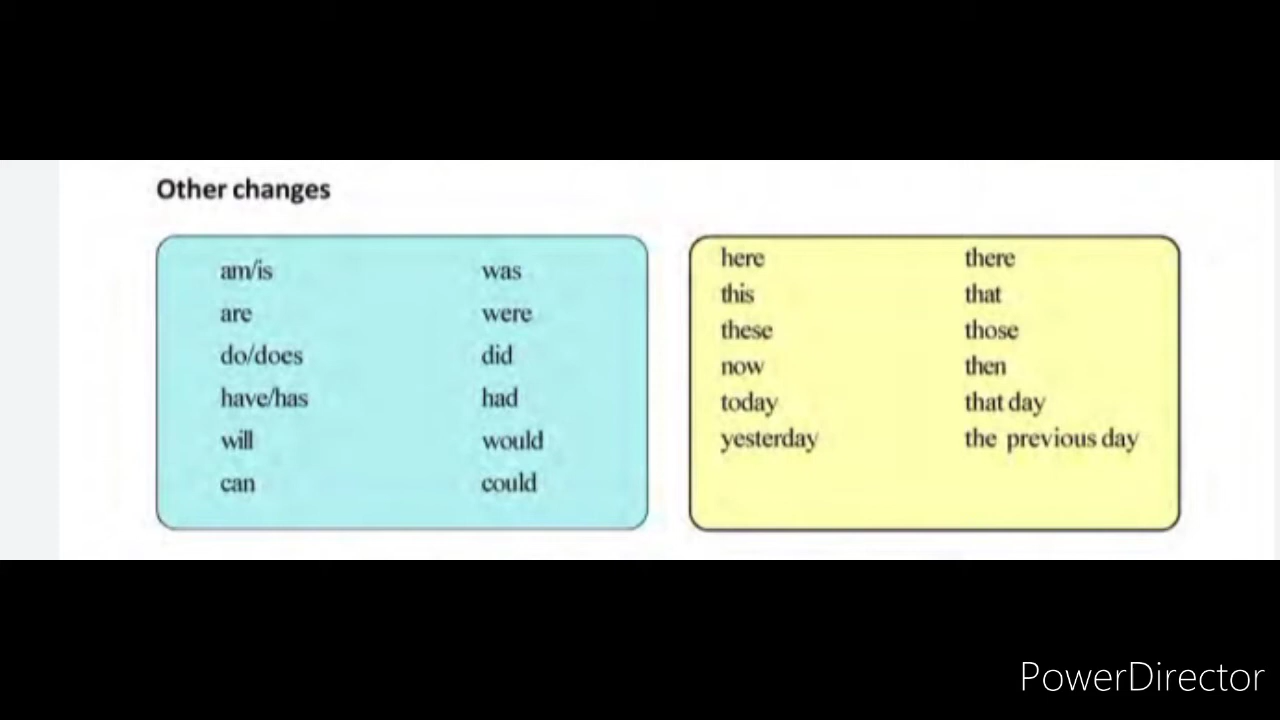 Other changes
am/is was
are were
do/does did
have/has had
will would
can could
here there
this that
these those
now then
today that day
yesterday the previous day
PowerDirector